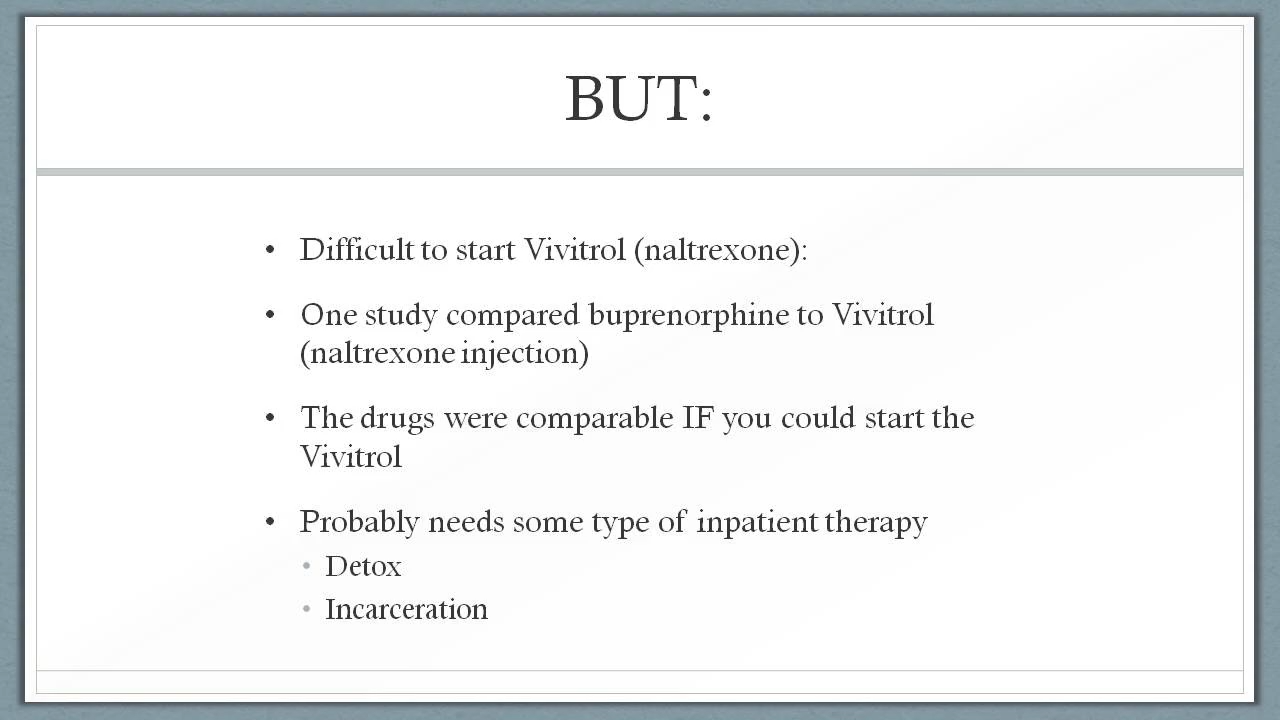 BUT:
• Difficult to start Vivitrol (naltrexone):
• One study compared buprenorphine to Vivitrol
(naltrexone injection)
• The drugs were comparable IF you could start the
Vivitrol
• Probably needs some type of inpatient therapy
• Detox
• Incarceration